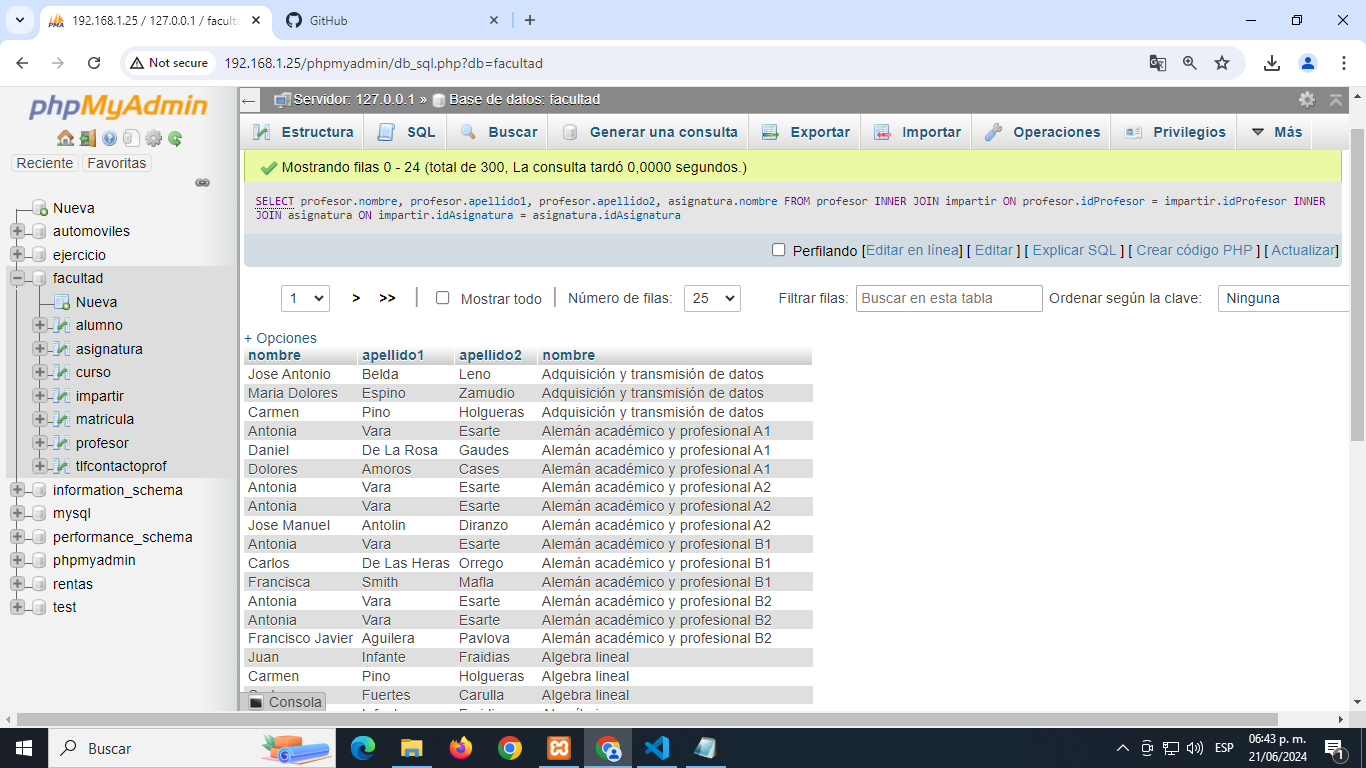 192.168.1.25 / 127.0.0.1 / facult
GitHub
Not secure
192.168.1.25/phpmyadmin/db_sql.php?db=facultad
phpMyAdmin
Reciente
Favoritas
Nueva
automoviles
ejercicio
facultad
Nueva
alumno
asignatura
curso
impartir
matricula
profesor
tlfcontactoprof
information_schema
mysql
performance_schema
phpmyadmin
rentas
test
Servidor: 127.0.0.1 » Base de datos: facultad
Estructura SQL Buscar Generar una consulta Exportar Importar Operaciones Privilegios Más
Mostrando filas 0 - 24 (total de 300, La consulta tardó 0,0000 segundos.)
SELECT profesor.nombre, profesor.apellido1, profesor.apellido2, asignatura.nombre FROM profesor INNER JOIN impartir ON profesor.idProfesor = impartir.idProfesor INNER
JOIN asignatura ON impartir.idAsignatura = asignatura.idAsignatura
Perfilando [Editar en línea] [ Editar ] [ Explicar SQL ] [ Crear código PHP ] [ Actualizar]
1 > >> Mostrar todo Número de filas: 25 Filtrar filas: Buscar en esta tabla Ordenar según la clave: Ninguna
+ Opciones
nombre apellido1 apellido2 nombre
Jose Antonio Belda Leno Adquisición y transmisión de datos
Maria Dolores Espino Zamudio Adquisición y transmisión de datos
Carmen Pino Holgueras Adquisición y transmisión de datos
Antonia Vara Esarte Alemán académico y profesional A1
Daniel De La Rosa Gaudes Alemán académico y profesional A1
Dolores Amoros Cases Alemán académico y profesional A1
Antonia Vara Esarte Alemán académico y profesional A2
Antonia Vara Esarte Alemán académico y profesional A2
Jose Manuel Antolin Diranzo Alemán académico y profesional A2
Antonia Vara Esarte Alemán académico y profesional B1
Carlos De Las Heras Orrego Alemán académico y profesional B1
Francisca Smith Mafla Alemán académico y profesional B1
Antonia Vara Esarte Alemán académico y profesional B2
Antonia Vara Esarte Alemán académico y profesional B2
Francisco Javier Aguilera Pavlova Alemán académico y profesional B2
Juan Infante Fraidias Algebra lineal
Carmen Pino Holgueras Algebra lineal
Fuertes Carulla Algebra lineal
Consola
Buscar
ESP
06:43 p. m.
21/06/2024
1